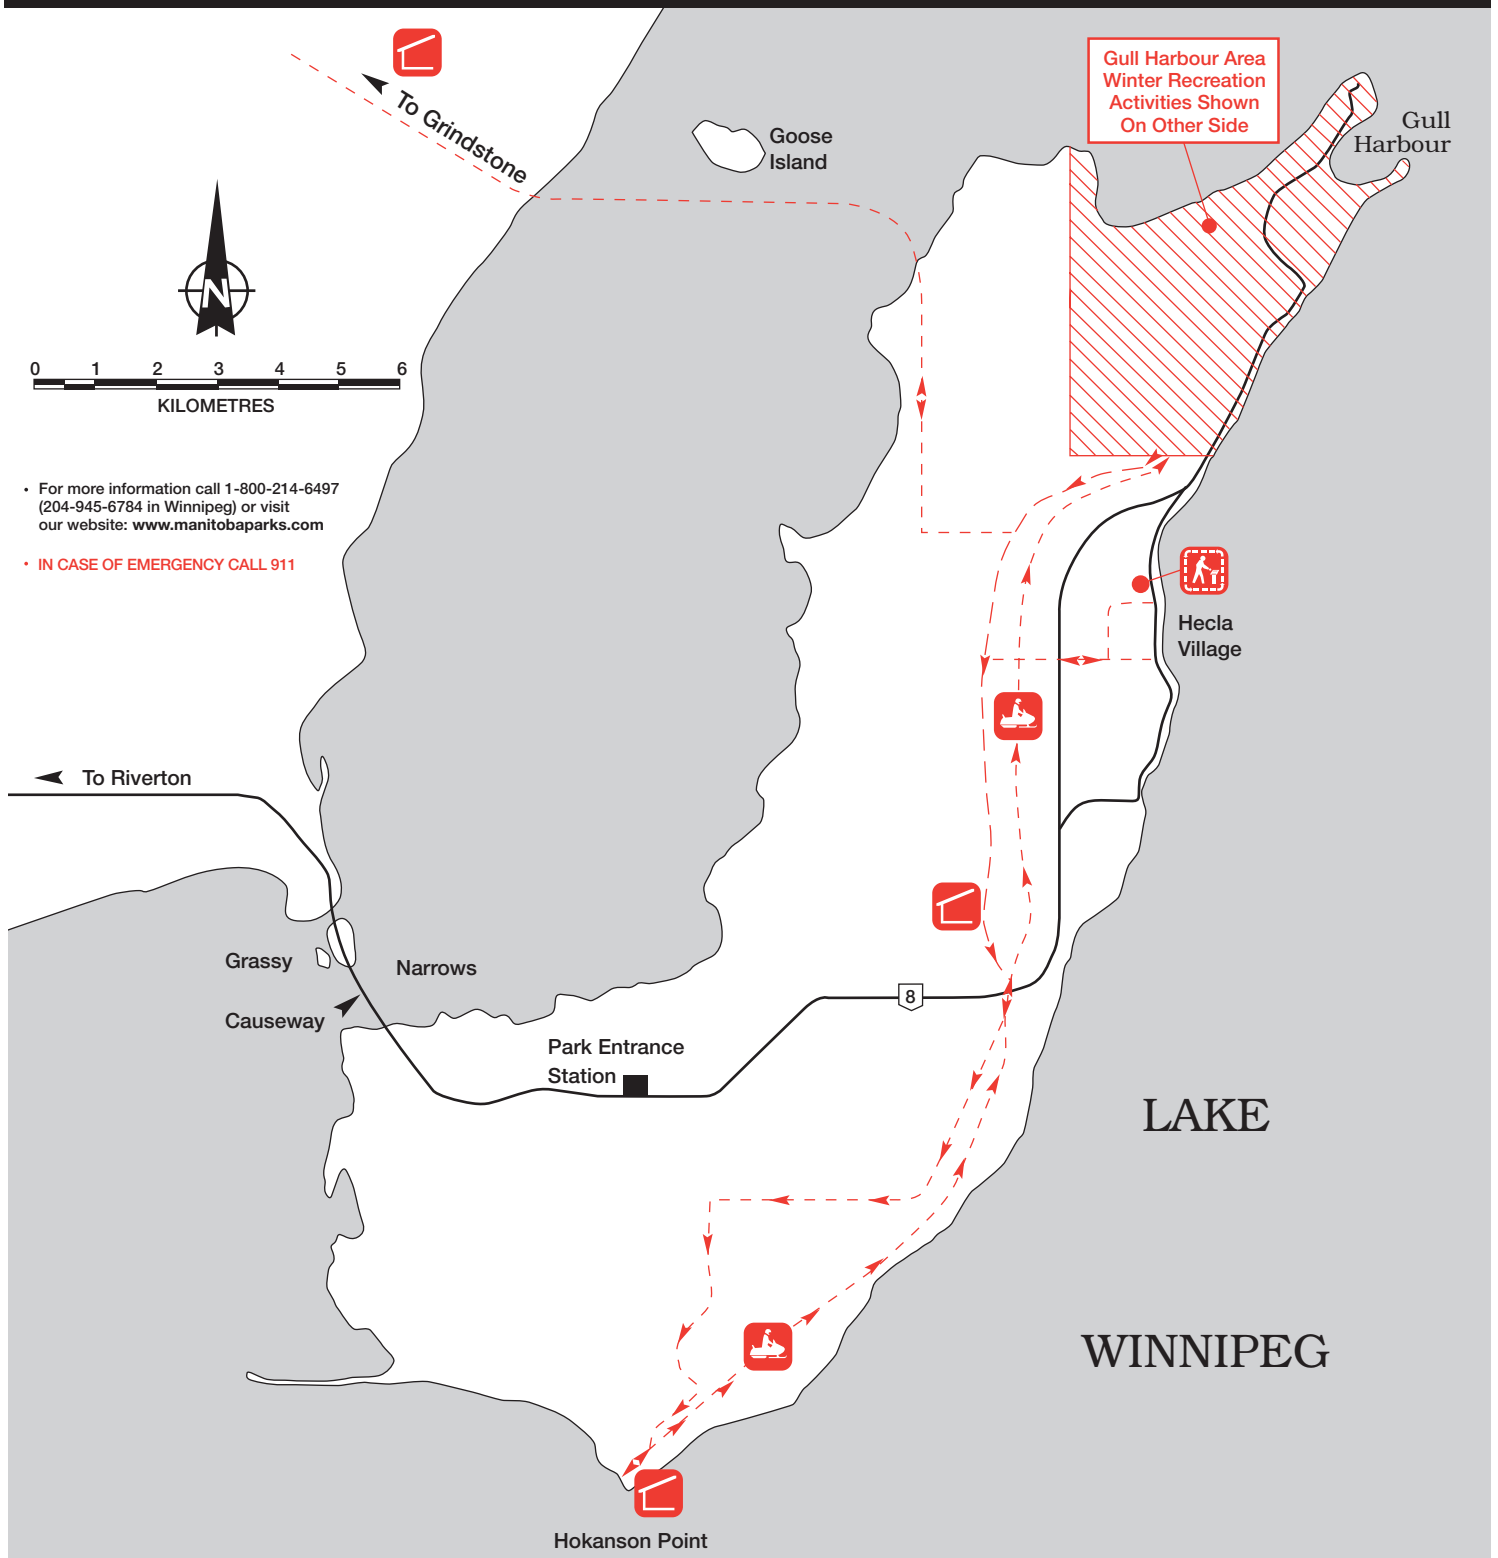 Gull Harbour Area
Winter Recreation
Activities Shown
On Other Side
To Grindstone
Goose
Island
Gull
Harbour
N
0 1 2 3 4 5 6
KILOMETRES
• For more information call 1-800-214-6497
(204-945-6784 in Winnipeg) or visit
our website: www.manitobaparks.com
• IN CASE OF EMERGENCY CALL 911
Hecla
Village
To Riverton
Grassy
Narrows
Causeway
8
Park Entrance
Station
LAKE
WINNIPEG
Hokanson Point